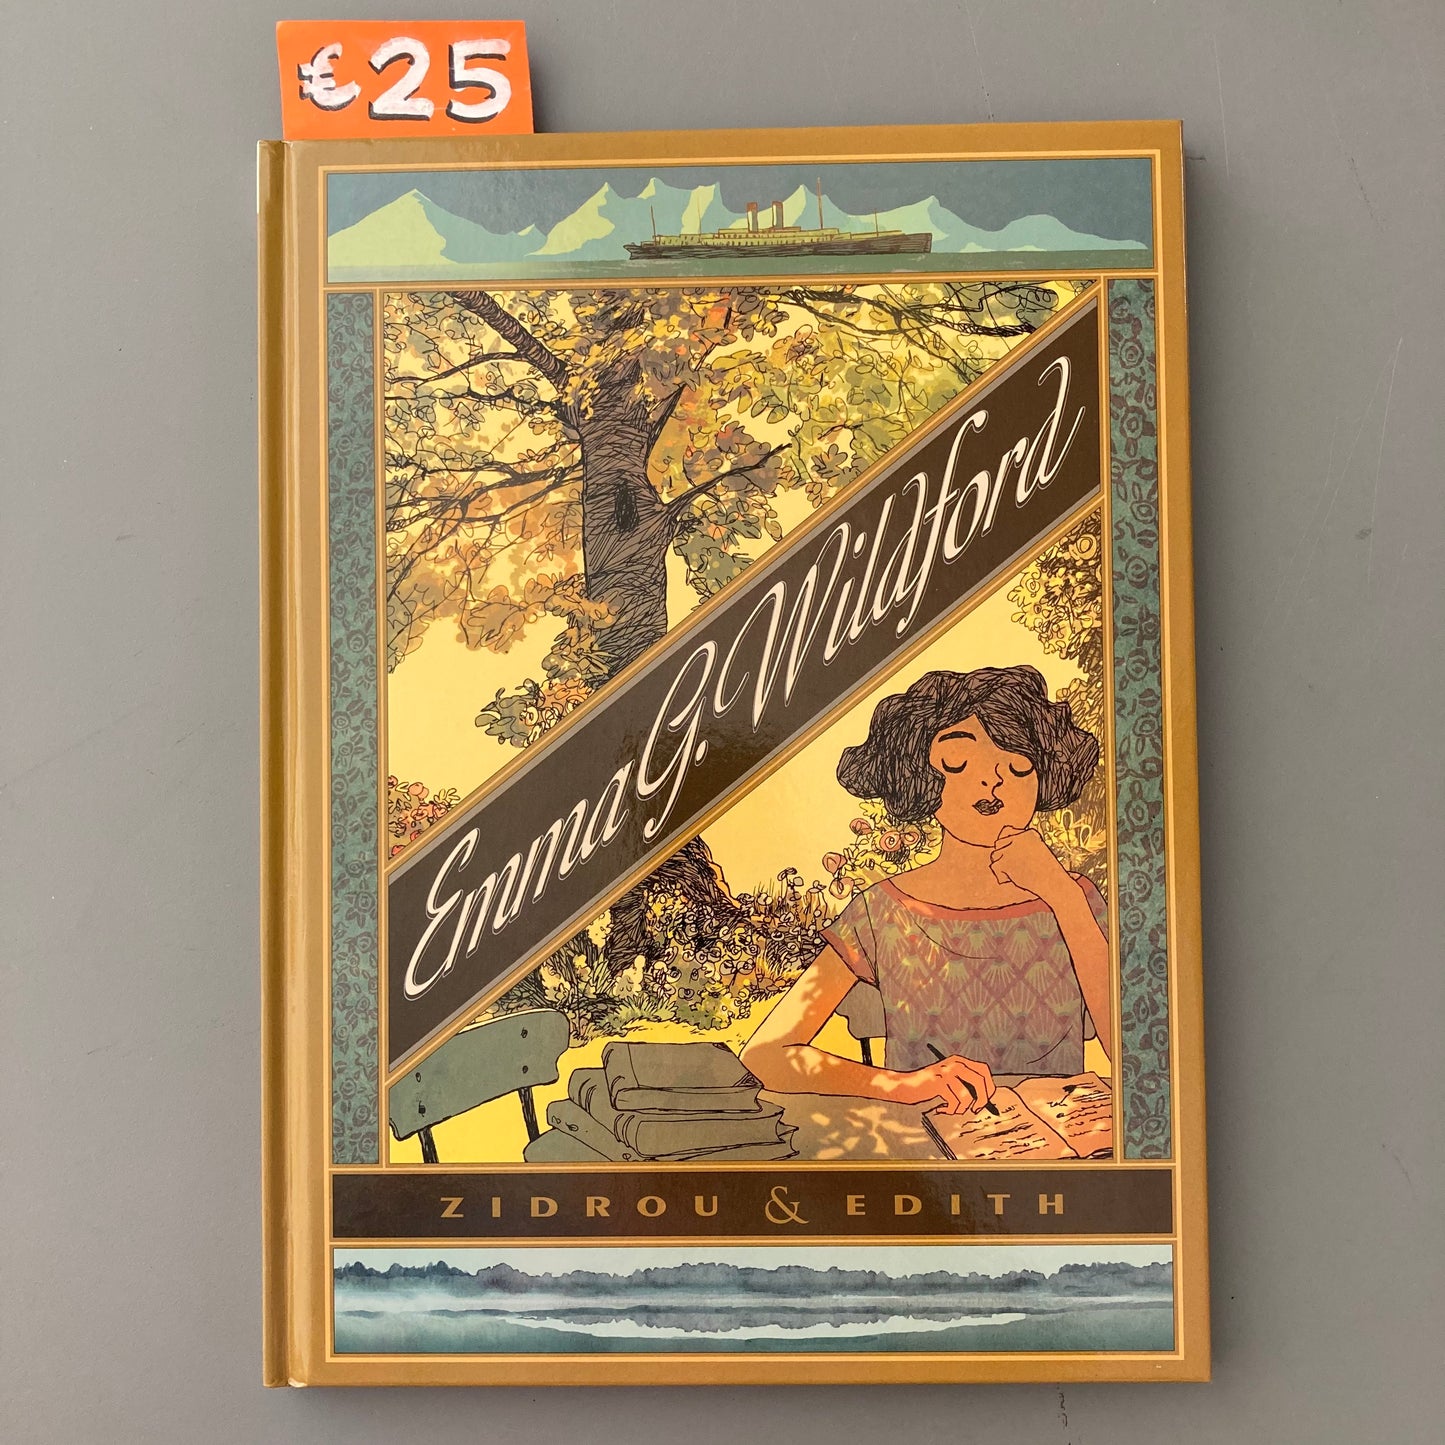 €25
Emma G. Wildford
ZIDROU & EDITH